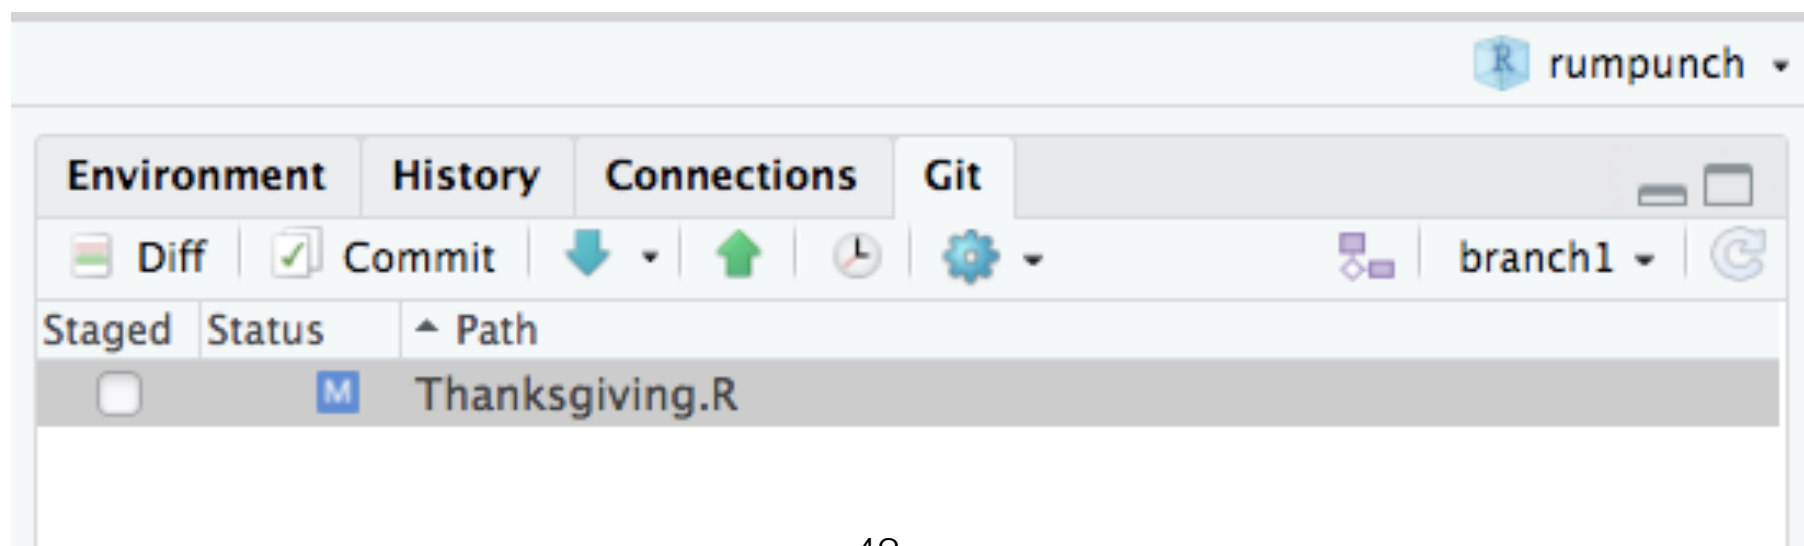 R rumpunch
Environment History Connections Git
Diff Commit branch1
Staged Status Path
M Thanksgiving.R